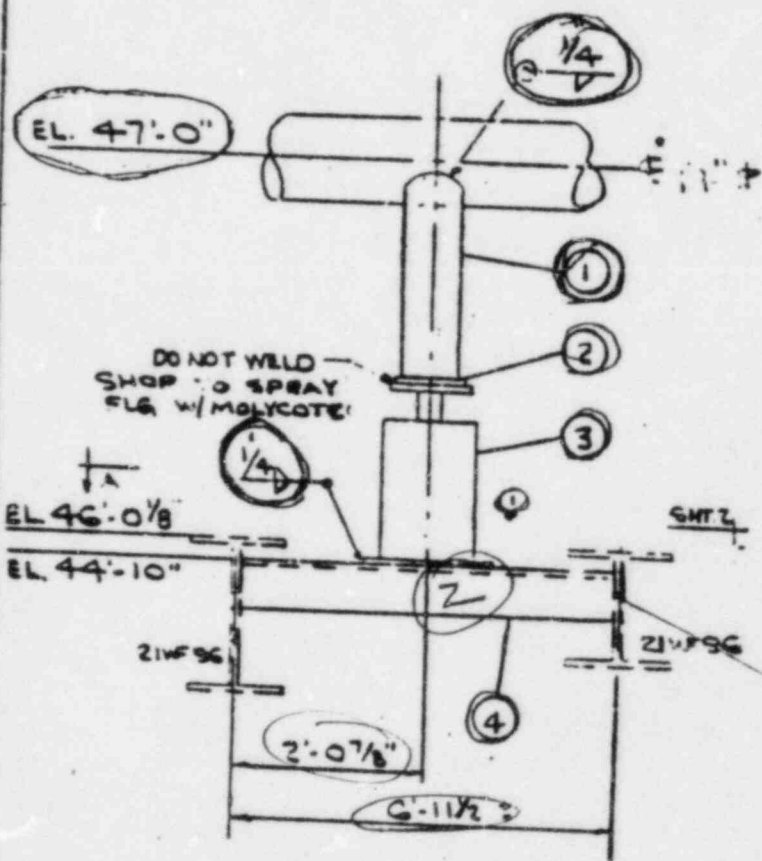 1/4
EL. 47'-0"
1
2
DO NOT WELD
SHOP SPRAY
FLG W/ MOLYCOTE
3
1/4
1
A
EL 46'-0 1/8
SHT 2
EL. 44'-10"
2
21WF96
21WF96
4
2'-0 7/8"
6'-11 1/2